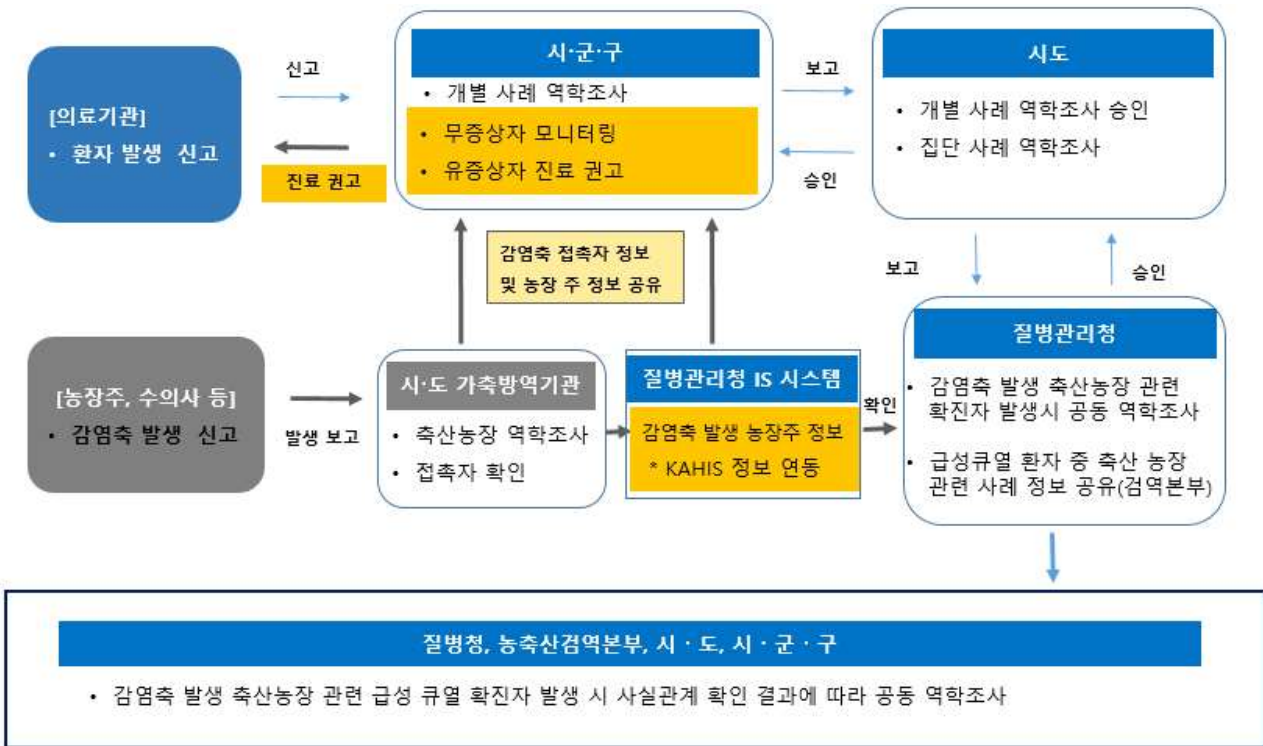 시·군·구
• 개별 사례 역학조사
• 무증상자 모니터링
• 유증상자 진료 권고
신고
진료 권고
[의료기관]
• 환자 발생 신고
보고
승인
시도
• 개별 사례 역학조사 승인
• 집단 사례 역학조사
감염축 접촉자 정보
및 농장 주 정보 공유
보고
승인
[농장주, 수의사 등]
• 감염축 발생 신고
발생 보고
시·도 가축방역기관
• 축산농장 역학조사
• 접촉자 확인
질병관리청 IS 시스템
감염축 발생 농장주 정보
* KAHIS 정보 연동
확인
질병관리청
• 감염축 발생 축산농장 관련
확진자 발생시 공동 역학조사
• 급성큐열 환자 중 축산 농장
관련 사례 정보 공유(검역본부)
질병청, 농축산검역본부, 시 · 도, 시 · 군 · 구
• 감염축 발생 축산농장 관련 급성 큐열 확진자 발생 시 사실관계 확인 결과에 따라 공동 역학조사